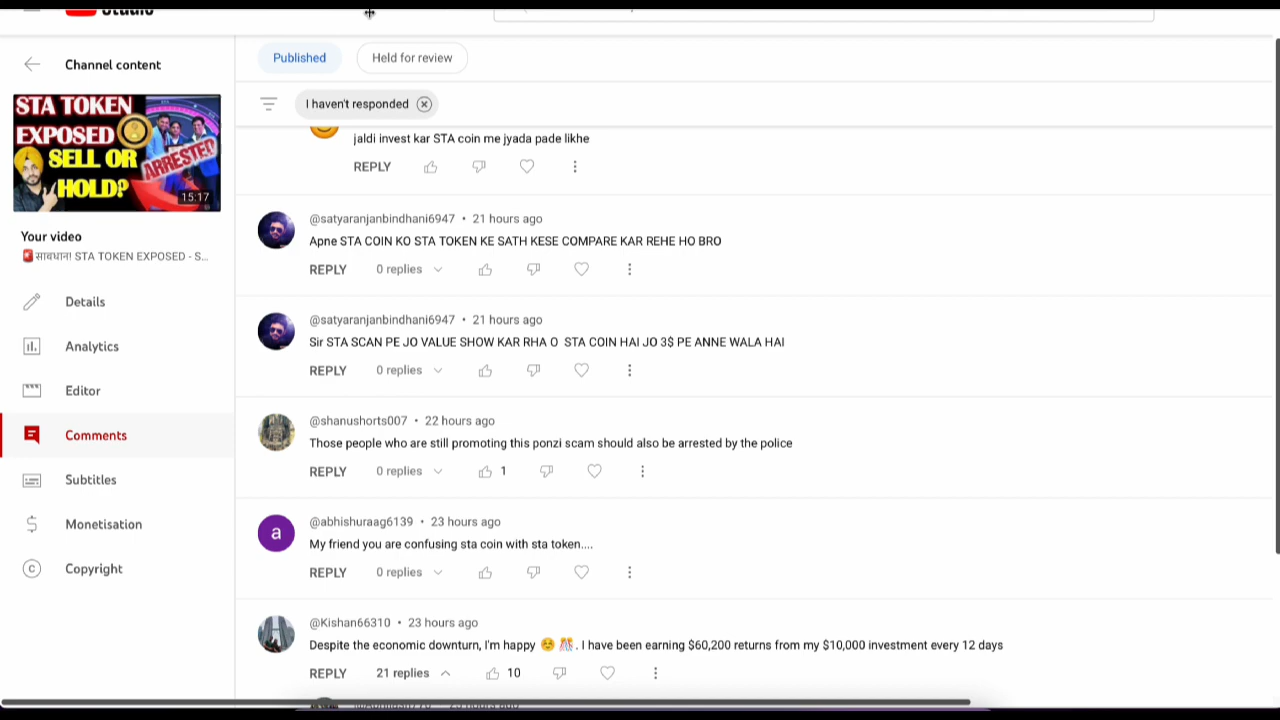 Studio
Channel content
Published
Held for review
I haven't responded
STA TOKEN
EXPOSED
SELL OR
HOLD?
ARRESTED
15:17
Your video
🚨सावधान! STA TOKEN EXPOSED - S...
Details
Analytics
Editor
Comments
Subtitles
Monetisation
Copyright
jaldi invest kar STA coin me jyada pade likhe
REPLY
@satyaranjanbindhani6947 • 21 hours ago
Apne STA COIN KO STA TOKEN KE SATH KESE COMPARE KAR REHE HO BRO
REPLY 0 replies
@satyaranjanbindhani6947 • 21 hours ago
Sir STA SCAN PE JO VALUE SHOW KAR RHA O STA COIN HAI JO 3$ PE ANNE WALA HAI
REPLY 0 replies
@shanushorts007 • 22 hours ago
Those people who are still promoting this ponzi scam should also be arrested by the police
REPLY 0 replies 1
@abhishuraag6139 • 23 hours ago
My friend you are confusing sta coin with sta token....
REPLY 0 replies
@Kishan66310 • 23 hours ago
Despite the economic downturn, I'm happy ☺️ 🎊. I have been earning $60,200 returns from my $10,000 investment every 12 days
REPLY 21 replies 10